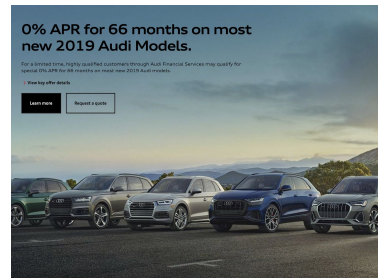 0% APR for 66 months on most
new 2019 Audi Models.
For a limited time, highly qualified customers through Audi Financial Services may qualify for
special 0% APR for 66 months on most new 2019 Audi models.
View key offer details
Learn more
Request a quote